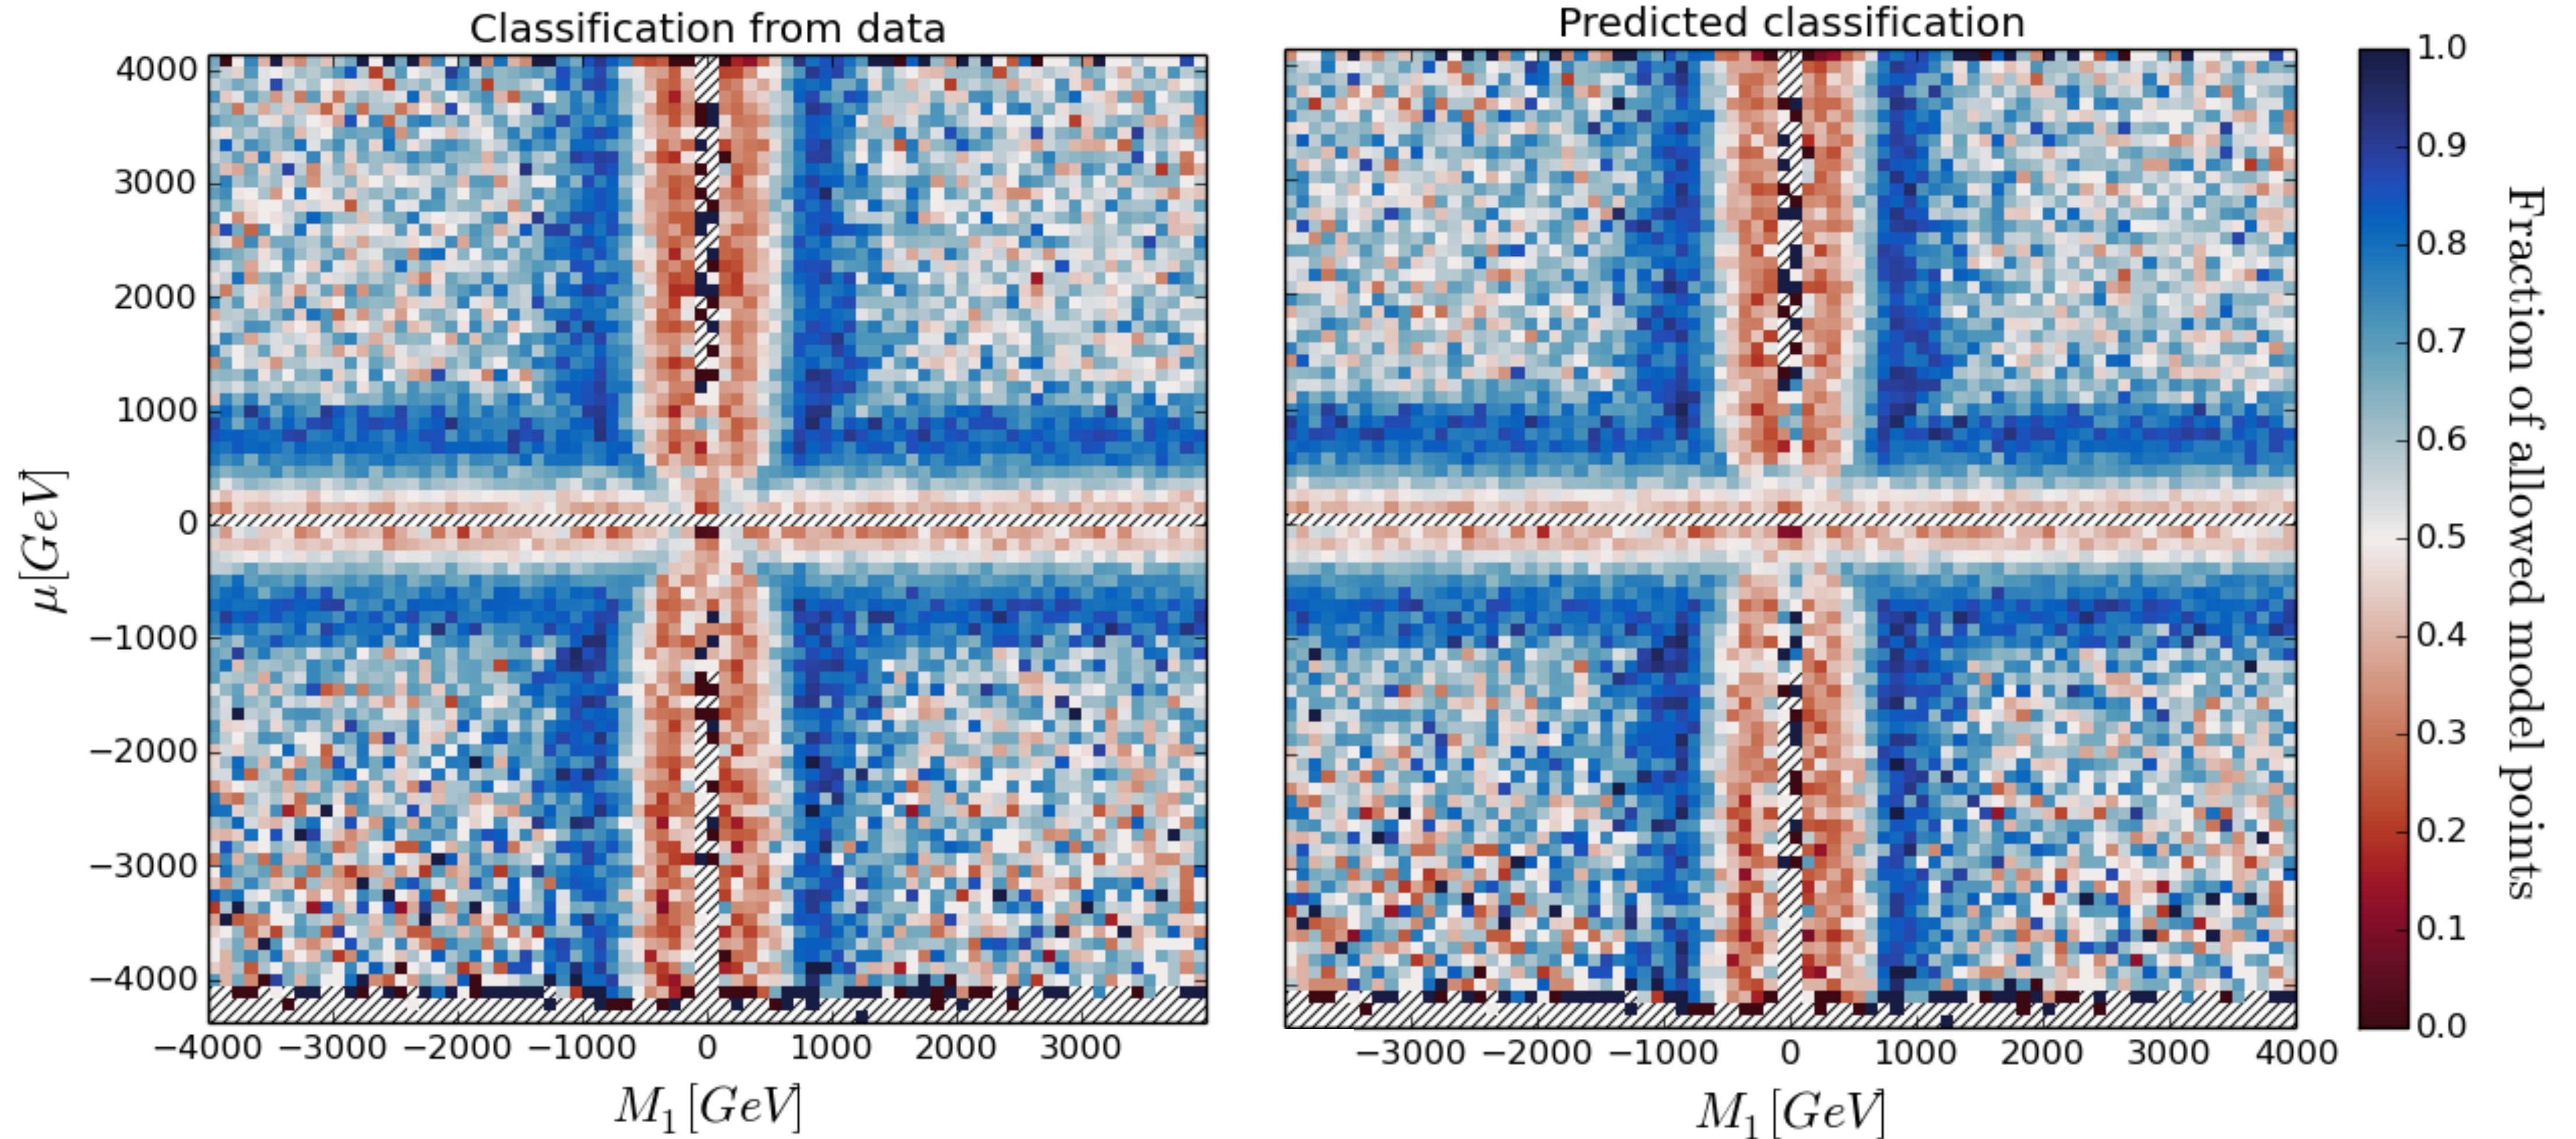 Classification from data
Predicted classification
4000
3000
2000
1000
0
−1000
−2000
−3000
−4000
μ[GeV]
−4000 −3000 −2000 −1000 0 1000 2000 3000
M₁ [GeV]
−3000 −2000 −1000 0 1000 2000 3000 4000
M₁ [GeV]
1.0
0.9
0.8
0.7
0.6
0.5
0.4
0.3
0.2
0.1
0.0
Fraction of allowed model points